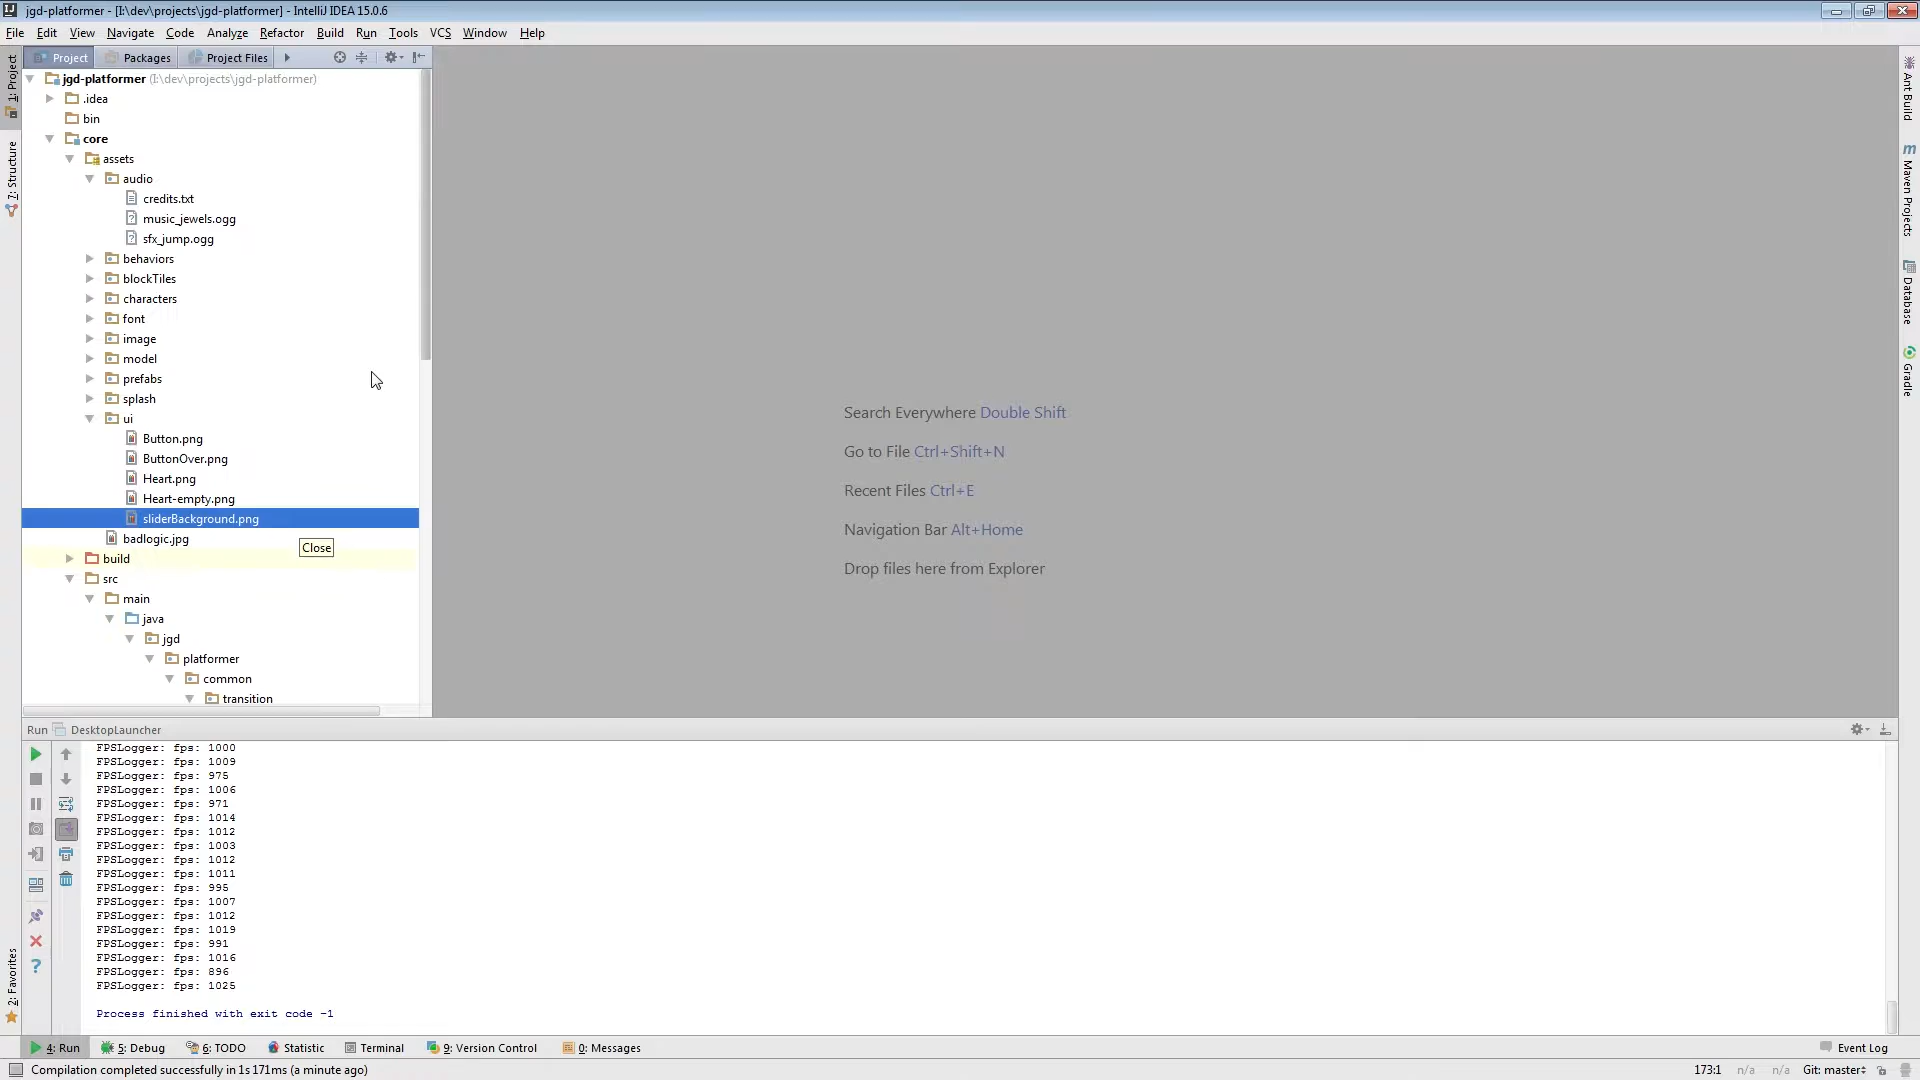 jgd-platformer - [I:\dev\projects\jgd-platformer] - IntelliJ IDEA 15.0.6
File Edit View Navigate Code Analyze Refactor Build Run Tools VCS Window Help
Project Packages Project Files
jgd-platformer (I:\dev\projects\jgd-platformer)
.idea
bin
core
assets
audio
credits.txt
music_jewels.ogg
sfx_jump.ogg
behaviors
blockTiles
characters
font
image
model
prefabs
splash
ui
Button.png
ButtonOver.png
Heart.png
Heart-empty.png
sliderBackground.png
badlogic.jpg
Close
build
src
main
java
jgd
platformer
common
transition
1: Project
7: Structure
2: Favorites
Search Everywhere Double Shift
Go to File Ctrl+Shift+N
Recent Files Ctrl+E
Navigation Bar Alt+Home
Drop files here from Explorer
Ant Build
Maven Projects
Database
Gradle
Run DesktopLauncher
FPSLogger: fps: 1000
FPSLogger: fps: 1009
FPSLogger: fps: 975
FPSLogger: fps: 1006
FPSLogger: fps: 971
FPSLogger: fps: 1014
FPSLogger: fps: 1012
FPSLogger: fps: 1003
FPSLogger: fps: 1012
FPSLogger: fps: 1011
FPSLogger: fps: 995
FPSLogger: fps: 1007
FPSLogger: fps: 1012
FPSLogger: fps: 1019
FPSLogger: fps: 991
FPSLogger: fps: 1016
FPSLogger: fps: 896
FPSLogger: fps: 1025
Process finished with exit code -1
4: Run 5: Debug 6: TODO Statistic Terminal 9: Version Control 0: Messages Event Log
Compilation completed successfully in 1s 171ms (a minute ago) 173:1 n/a n/a Git: master